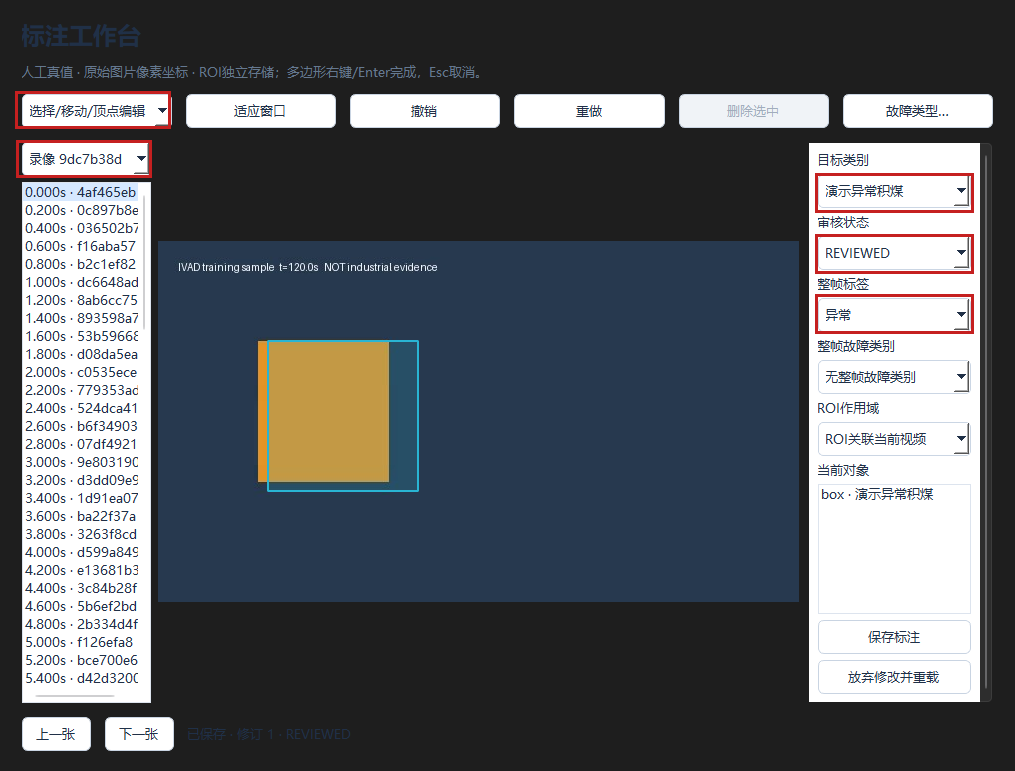 标注工作台
人工真值 · 原始图片像素坐标 · ROI独立存储；多边形右键/Enter完成，Esc取消。
选择/移动/顶点编辑
适应窗口
撤销
重做
删除选中
故障类型...
录像 9dc7b38d
0.000s · 4af465eb
0.200s · 0c897b8e
0.400s · 036502b7
0.600s · f16aba57
0.800s · b2c1ef82
1.000s · dc6648ad
1.200s · 8ab6cc75
1.400s · 893598a7
1.600s · 53b59668
1.800s · d08da5ea
2.000s · c0535ece
2.200s · 779353ad
2.400s · 524dca41
2.600s · b6f34903
2.800s · 07df4921
3.000s · 9e803190
3.200s · d3dd09e9
3.400s · 1d91ea07
3.600s · ba22f37a
3.800s · 3263f8cd
4.000s · d599a849
4.200s · e13681b3
4.400s · 3c84b28f
4.600s · 5b6ef2bd
4.800s · 2b334d4f
5.000s · f126efa8
5.200s · bce700e6
5.400s · d42d3200
IVAD training sample t=120.0s NOT industrial evidence
目标类别
演示异常积煤
审核状态
REVIEWED
整帧标签
异常
整帧故障类别
无整帧故障类别
ROI作用域
ROI关联当前视频
当前对象
box · 演示异常积煤
保存标注
放弃修改并重载
上一张
下一张
已保存 · 修订 1 · REVIEWED